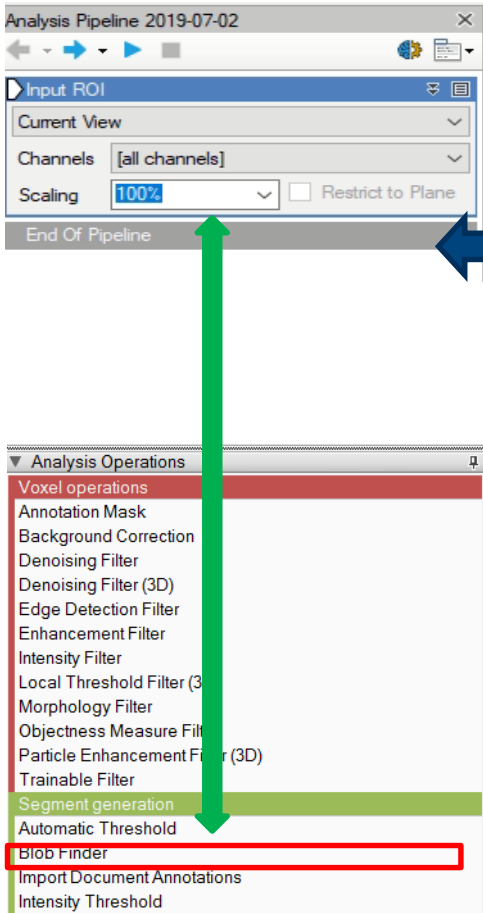 Analysis Pipeline 2019-07-02
Input ROI
Current View
Channels [all channels]
Scaling 100% Restrict to Plane
End Of Pipeline
Analysis Operations
Voxel operations
Annotation Mask
Background Correction
Denoising Filter
Denoising Filter (3D)
Edge Detection Filter
Enhancement Filter
Intensity Filter
Local Threshold Filter (3
Morphology Filter
Objectness Measure Filt
Particle Enhancement Fi r (3D)
Trainable Filter
Segment generation
Automatic Threshold
Blob Finder
Import Document Annotations
Intensity Threshold